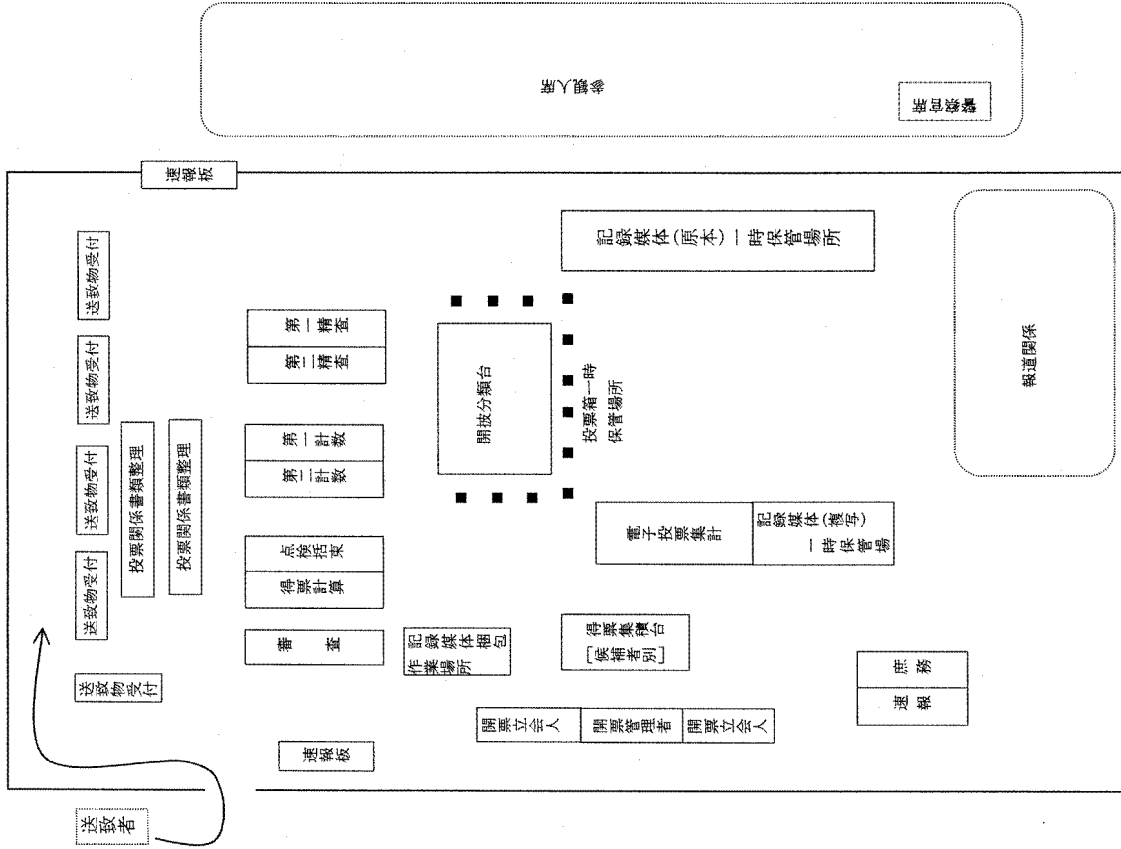 参観人席
警察官席
速報板
送致物受付
送致物受付
送致物受付
送致物受付
送致物受付
投票関係書類整理
投票関係書類整理
第一精査
第二精査
第一計数
第二計数
点検括束
得票計算
審査
記録媒体(原本)一時保管場所
開披分類台
投票箱一時
保管場所
報道関係
電子投票集計
記録媒体(複写)
一時保管場
記録媒体梱包
作業場所
得票集積台
[候補者別]
庶務
速報
開票立会人
開票管理者
開票立会人
速報板
送致者